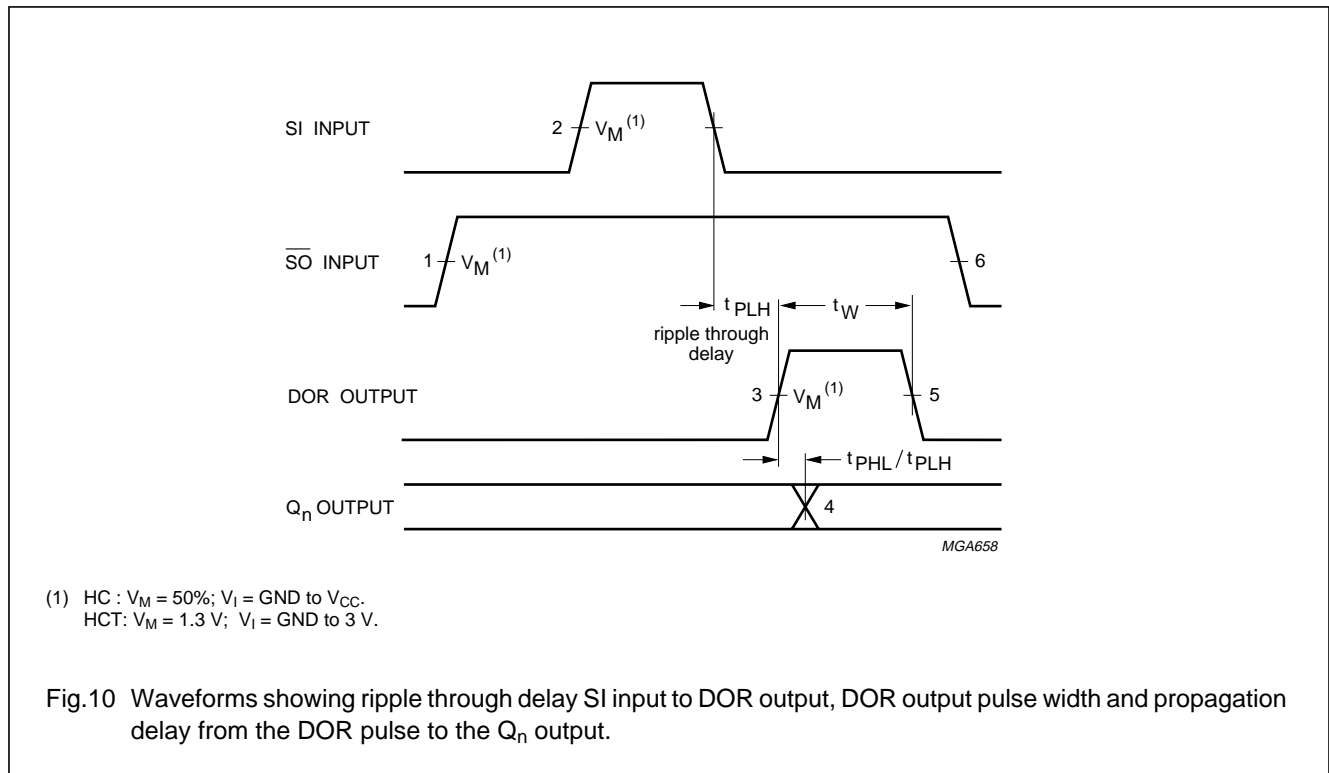 SI INPUT
2 V_M (1)
SO INPUT
1 V_M (1)
6
t_PLH
t_W
ripple through
delay
DOR OUTPUT
3 V_M (1)
5
t_PHL / t_PLH
Q_n OUTPUT
4
MGA658
(1) HC : V_M = 50%; V_I = GND to V_CC.
HCT: V_M = 1.3 V; V_I = GND to 3 V.
Fig.10 Waveforms showing ripple through delay SI input to DOR output, DOR output pulse width and propagation
delay from the DOR pulse to the Q_n output.